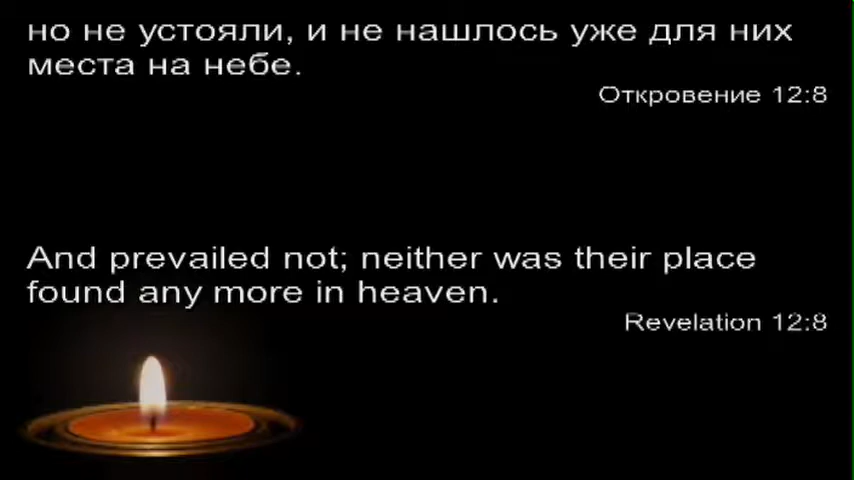 но не устояли, и не нашлось уже для них
места на небе.
Откровение 12:8
And prevailed not; neither was their place
found any more in heaven.
Revelation 12:8